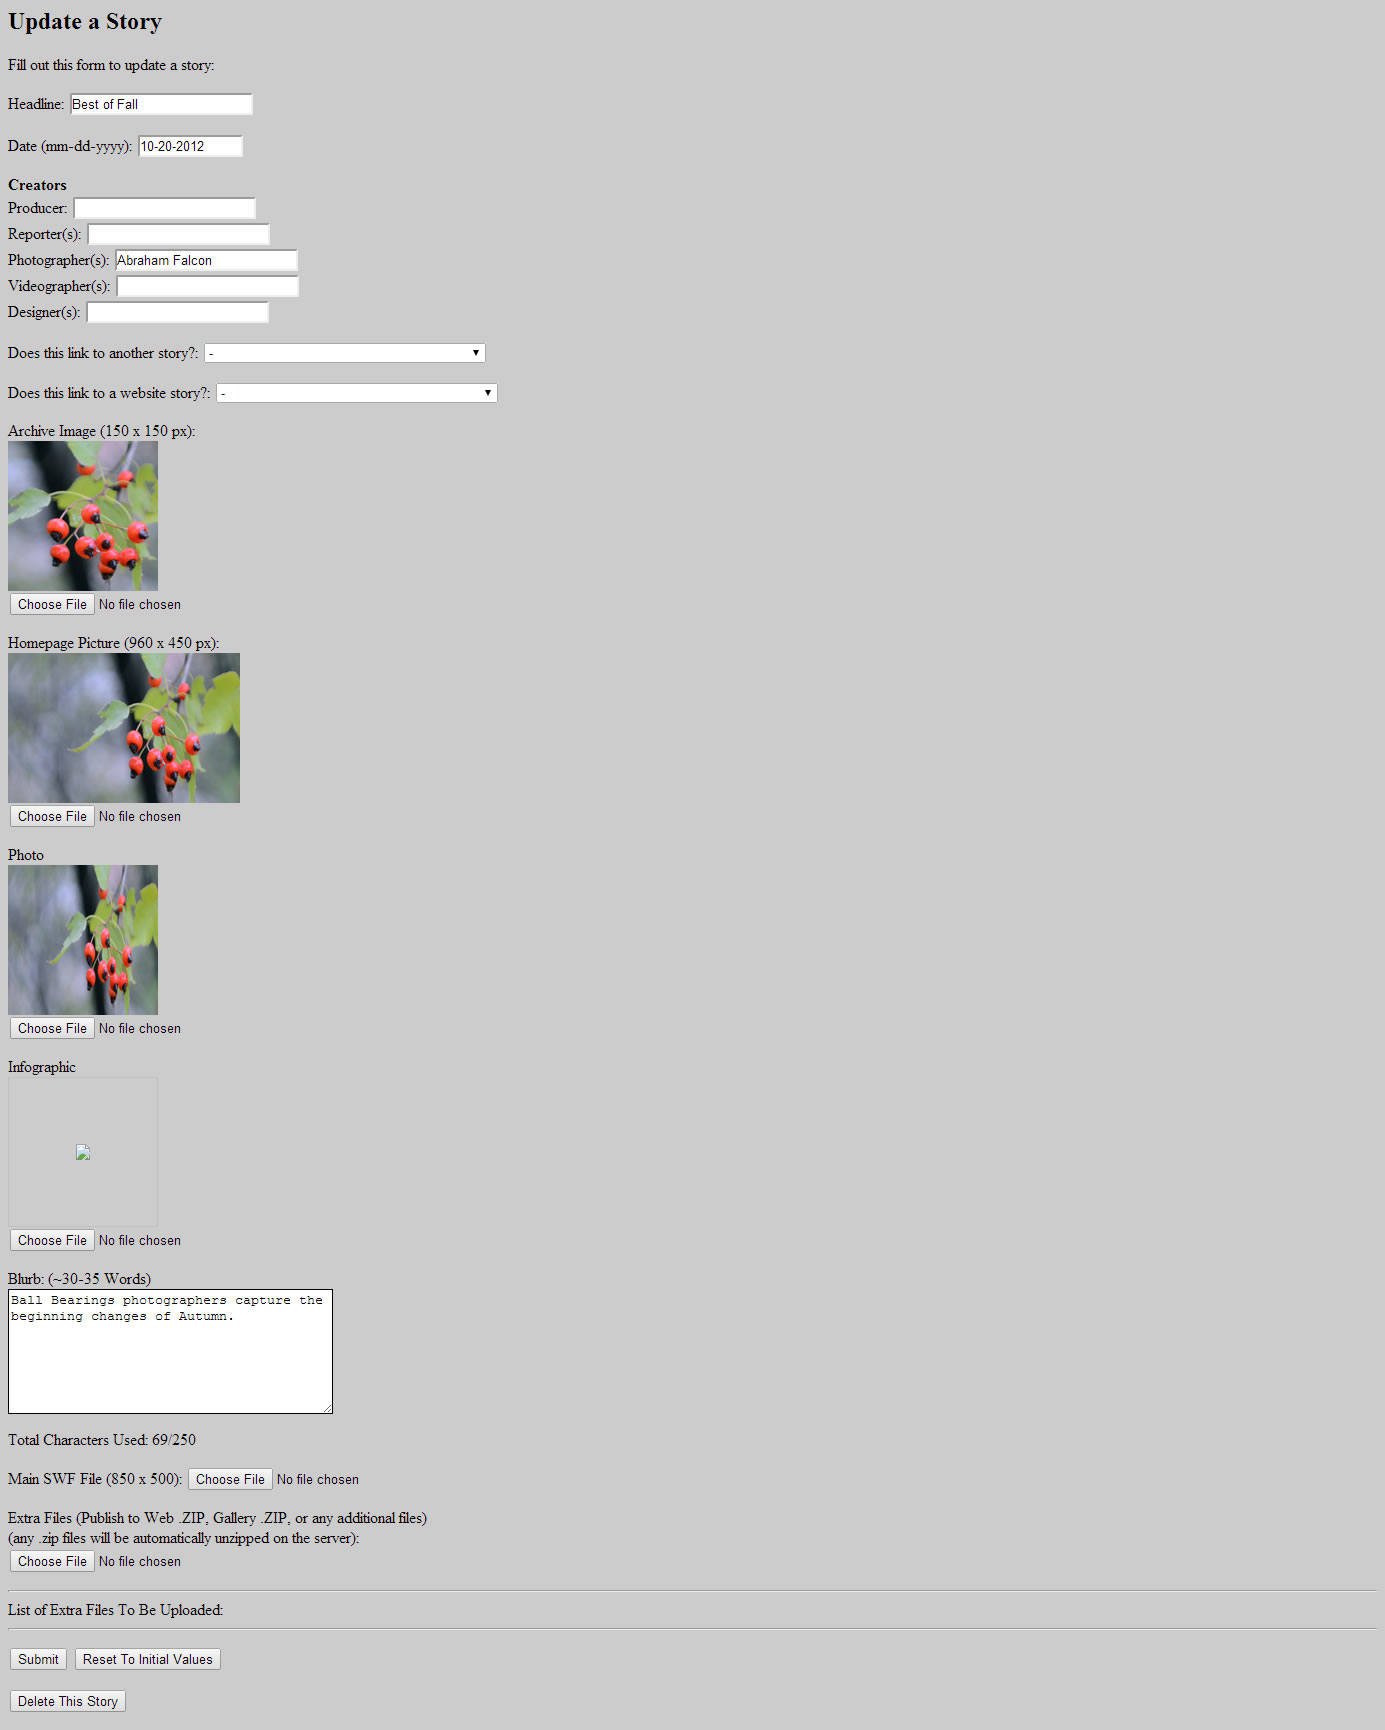 Update a Story
Fill out this form to update a story:
Headline: Best of Fall
Date (mm-dd-yyyy): 10-20-2012
Creators
Producer:
Reporter(s):
Photographer(s): Abraham Falcon
Videographer(s):
Designer(s):
Does this link to another story?: -
Does this link to a website story?: -
Archive Image (150 x 150 px):
Choose File No file chosen
Homepage Picture (960 x 450 px):
Choose File No file chosen
Photo
Choose File No file chosen
Infographic
Choose File No file chosen
Blurb: (~30-35 Words)
Ball Bearings photographers capture the
beginning changes of Autumn.
Total Characters Used: 69/250
Main SWF File (850 x 500): Choose File No file chosen
Extra Files (Publish to Web .ZIP, Gallery .ZIP, or any additional files)
(any .zip files will be automatically unzipped on the server):
Choose File No file chosen
List of Extra Files To Be Uploaded:
Submit Reset To Initial Values
Delete This Story